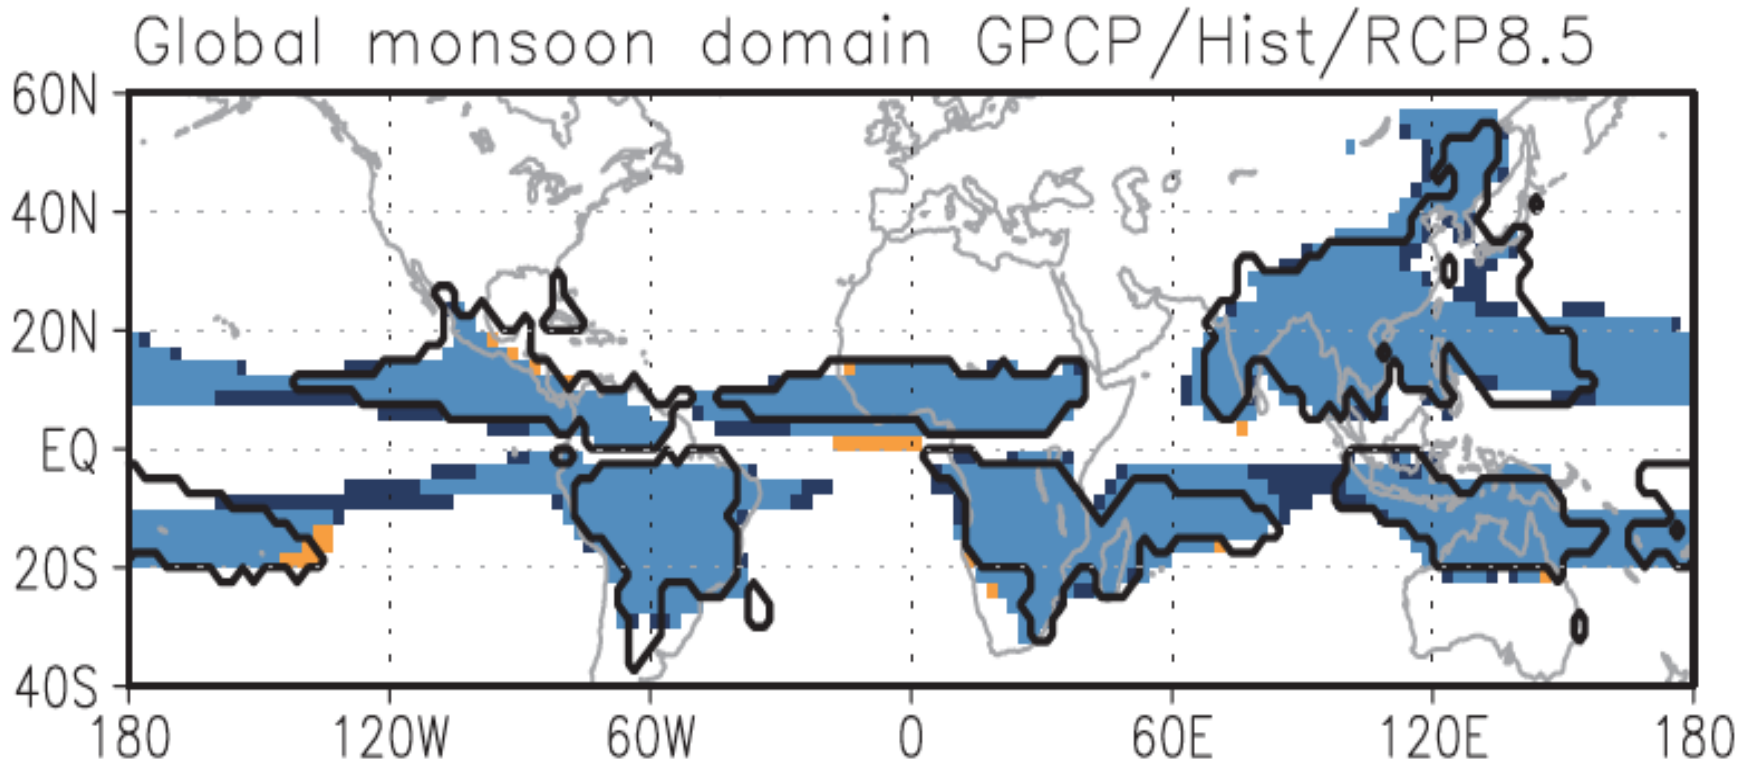 Global monsoon domain GPCP/Hist/RCP8.5
60N
40N
20N
EQ
20S
40S
180 120W 60W 0 60E 120E 180